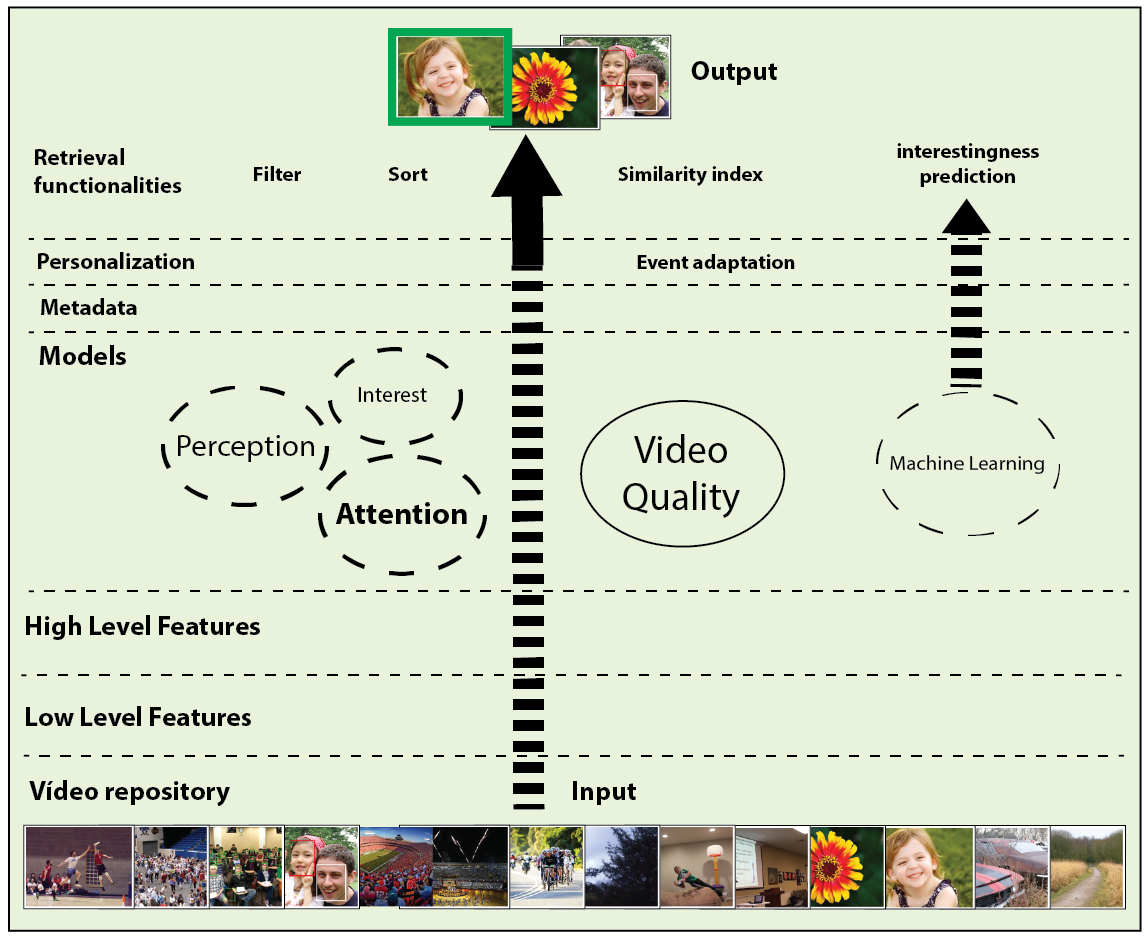 Output
Retrieval
functionalities
Filter
Sort
Similarity index
interestingness
prediction
Personalization
Event adaptation
Metadata
Models
Interest
Perception
Attention
Video
Quality
Machine Learning
High Level Features
Low Level Features
Vídeo repository
Input